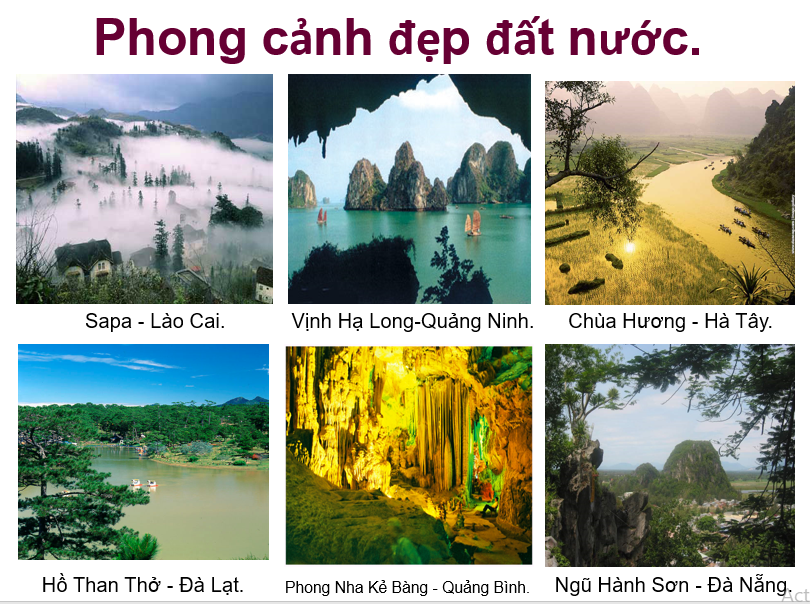 Phong cảnh đẹp đất nước.
Sapa - Lào Cai.
Vịnh Hạ Long-Quảng Ninh.
Chùa Hương - Hà Tây.
Hồ Than Thở - Đà Lạt.
Phong Nha Kẻ Bàng - Quảng Bình.
Ngũ Hành Sơn - Đà Nẵng.
Act